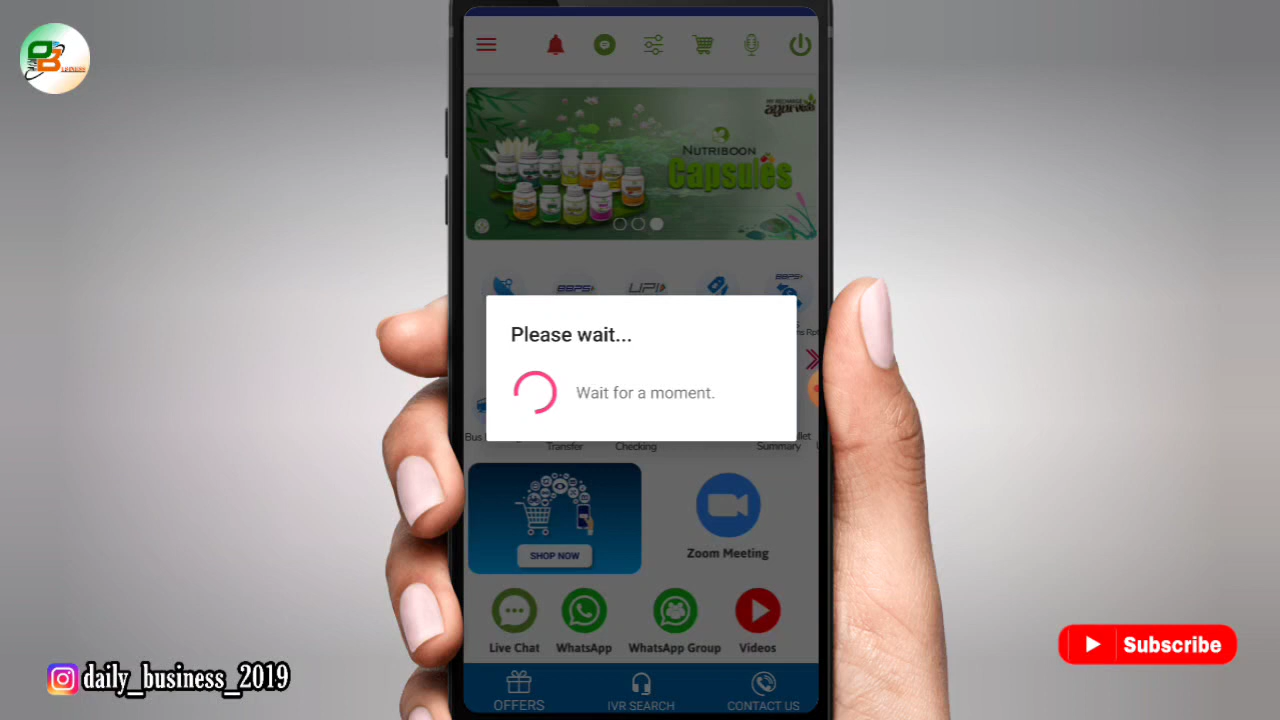 NUTRIBOON
Capsules
BBPS
UPI
BBPS
Please wait...
Wait for a moment.
Bus
Transfer
Checking
Summary
SHOP NOW
Zoom Meeting
Live Chat
WhatsApp
WhatsApp Group
Videos
OFFERS
IVR SEARCH
CONTACT US
daily_business_2019
Subscribe